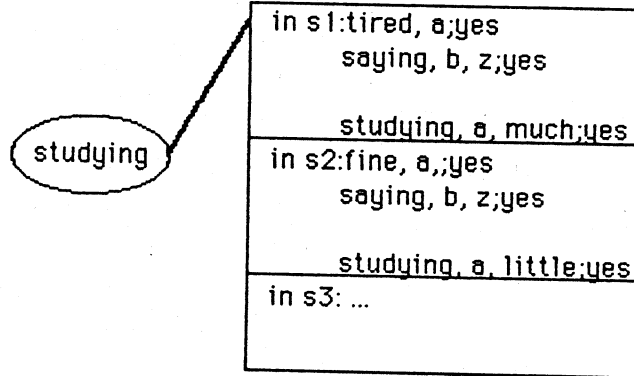 in s1:tired, a;yes
saying, b, z;yes
studying, a, much;yes
studying
in s2:fine, a,;yes
saying, b, z;yes
studying, a, little;yes
in s3: ...